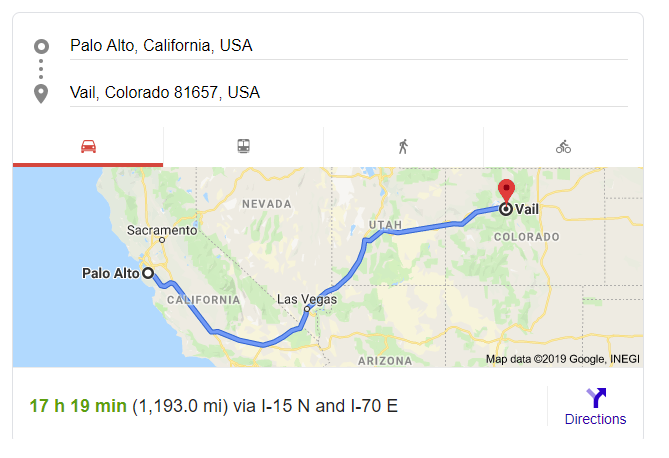 Palo Alto, California, USA
Vail, Colorado 81657, USA
NEVADA
Sacramento
UTAH
Vail
COLORADO
Palo Alto
CALIFORNIA
Las Vegas
ARIZONA
Map data ©2019 Google, INEGI
17 h 19 min (1,193.0 mi) via I-15 N and I-70 E
Directions